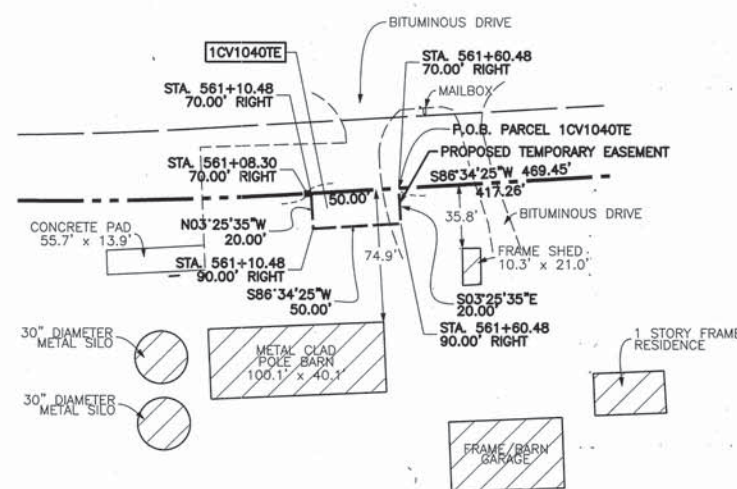 BITUMINOUS DRIVE
1CV1040TE
STA. 561+10.48
70.00' RIGHT
STA. 561+60.48
70.00' RIGHT
MAILBOX
P.O.B. PARCEL 1CV1040TE
PROPOSED TEMPORARY EASEMENT
STA. 561+08.30
70.00' RIGHT
S86°34'25"W 469.45'
417.26'
50.00'
N03°25'35"W
20.00'
35.8'
BITUMINOUS DRIVE
CONCRETE PAD
55.7' x 13.9'
FRAME SHED
10.3' x 21.0'
STA. 561+10.48
90.00' RIGHT
74.9'
S86°34'25"W
50.00'
S03°25'35"E
20.00'
STA. 561+60.48
90.00' RIGHT
30" DIAMETER
METAL SILO
METAL CLAD
POLE BARN
100.1' x 40.1'
1 STORY FRAME
RESIDENCE
30" DIAMETER
METAL SILO
FRAME/BARN
GARAGE